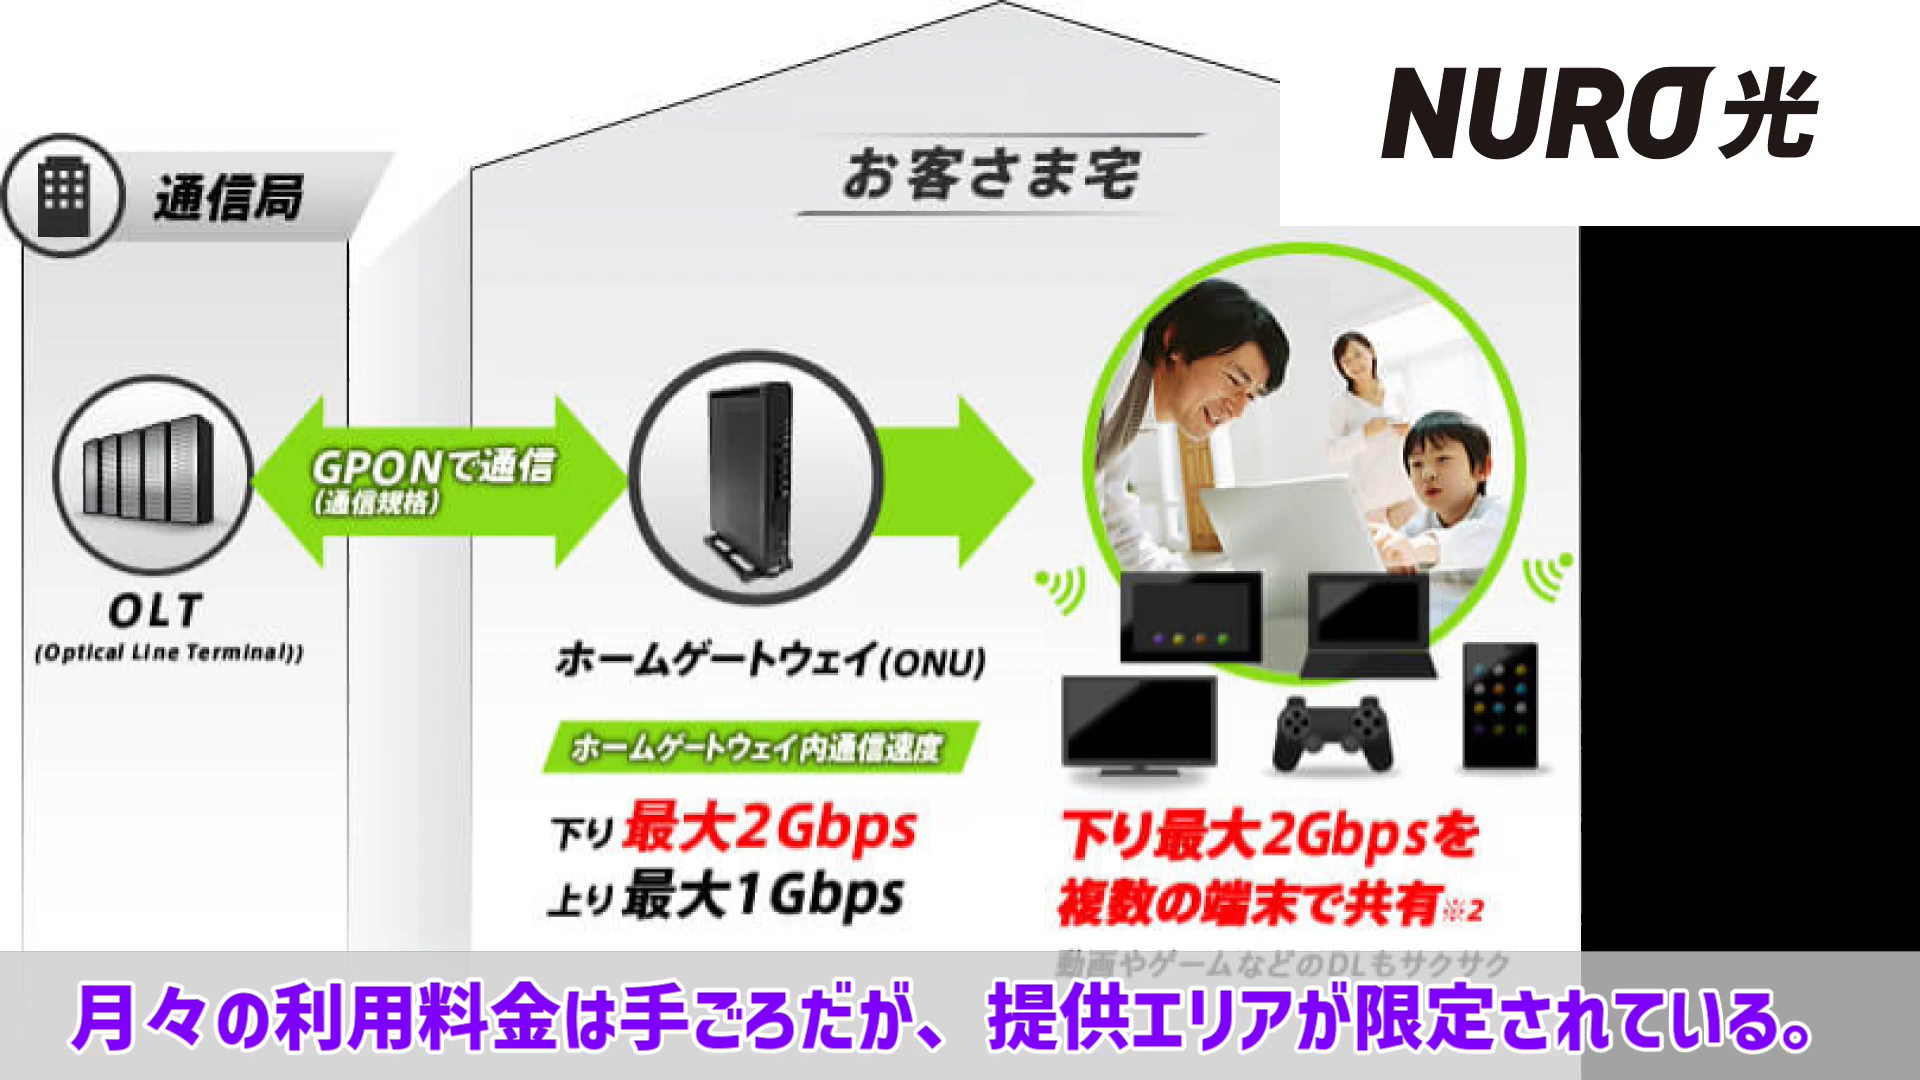 NURO光
お客さま宅
通信局
GPONで通信
(通信規格)
OLT
(Optical Line Terminal))
ホームゲートウェイ(ONU)
ホームゲートウェイ内通信速度
下り 最大2Gbps
上り 最大1Gbps
下り最大2Gbpsを
複数の端末で共有※2
動画やゲームなどのDLもサクサク
月々の利用料金は手ごろだが、提供エリアが限定されている。